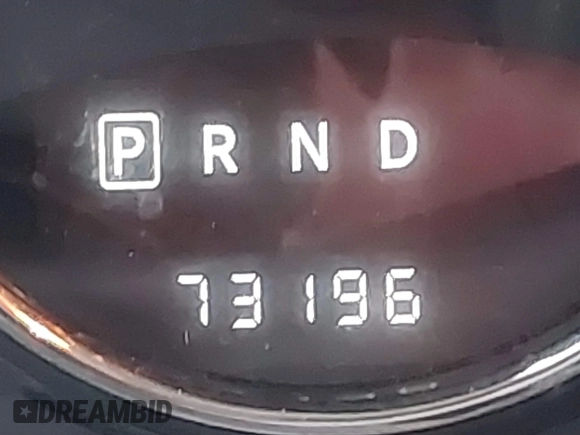 P R N D
73196
DREAMBID